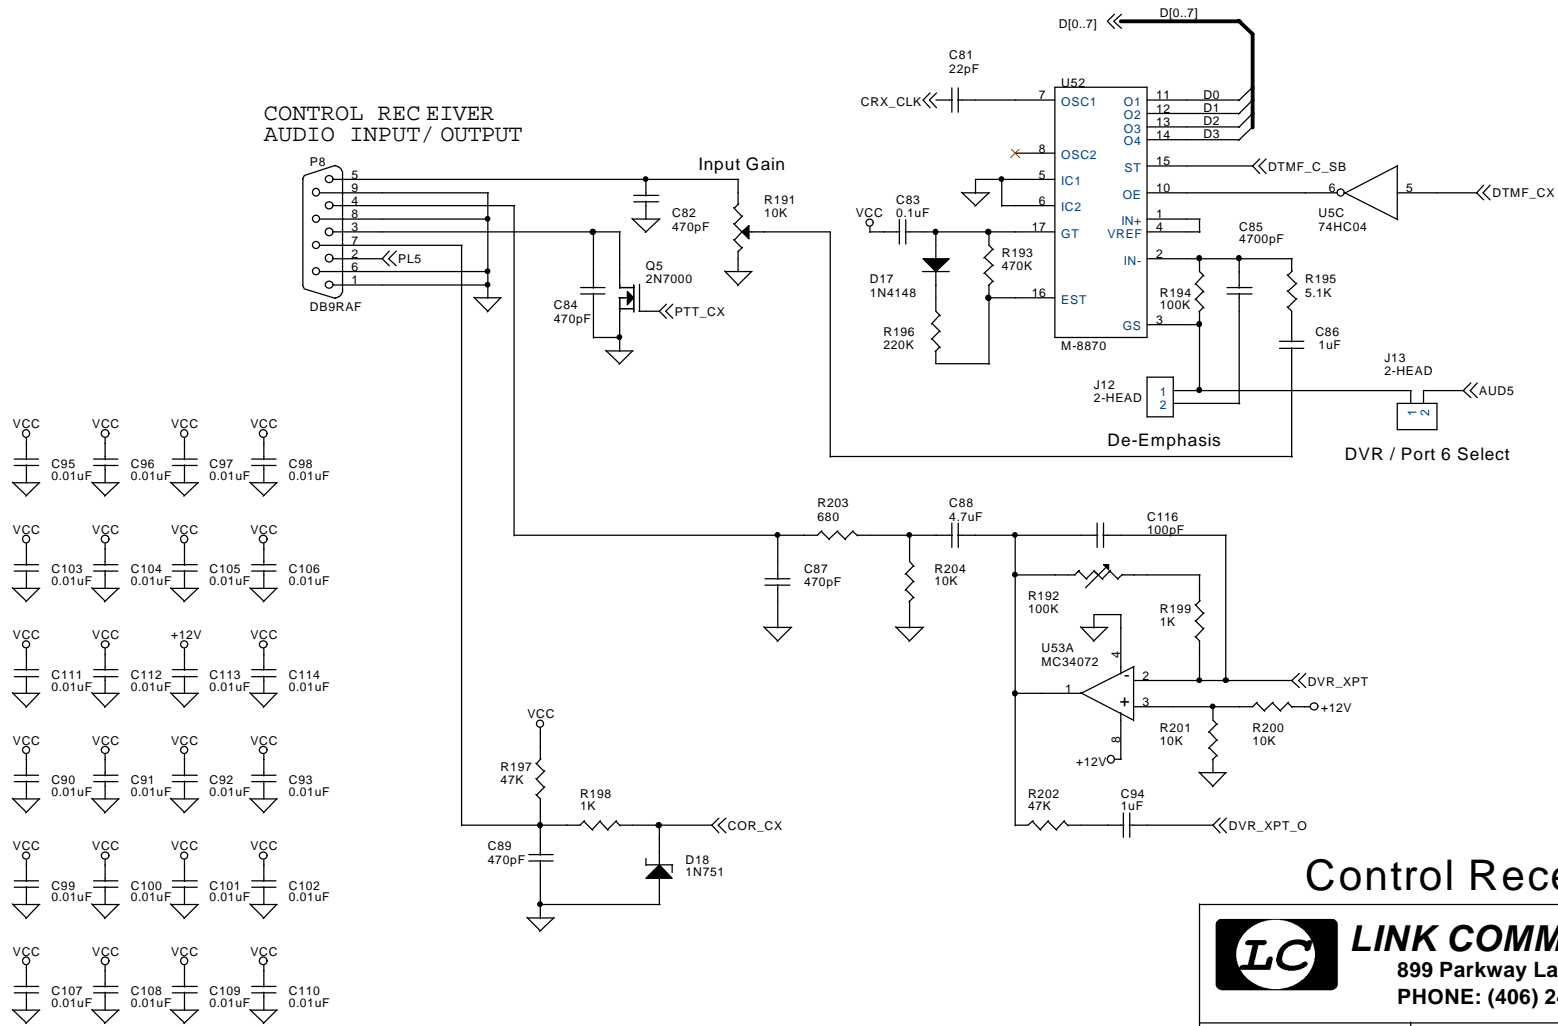 D[0..7]
D[0..7]
C81
22pF
CRX_CLK
7
OSC1
U52
O1
11
D0
O2
12
D1
O3
13
D2
O4
14
D3
8
OSC2
ST
15
DTMF_C_SB
5
IC1
OE
10
6
5
DTMF_CX
U5C
74HC04
6
IC2
IN+
1
VREF
4
17
GT
IN-
2
16
EST
GS
3
M-8870
CONTROL RECEIVER
AUDIO INPUT/OUTPUT
P8
5
9
4
8
3
7
2
6
1
PL5
DB9RAF
Input Gain
C82
470pF
R191
10K
Q5
2N7000
C84
470pF
PTT_CX
VCC
C83
0.1uF
D17
1N4148
R193
470K
R196
220K
C85
4700pF
R194
100K
R195
5.1K
C86
1uF
J12
2-HEAD
1
2
De-Emphasis
J13
2-HEAD
1
2
AUD5
DVR / Port 6 Select
VCC
C95
0.01uF
VCC
C96
0.01uF
VCC
C97
0.01uF
VCC
C98
0.01uF
VCC
C103
0.01uF
VCC
C104
0.01uF
VCC
C105
0.01uF
VCC
C106
0.01uF
VCC
C111
0.01uF
VCC
C112
0.01uF
+12V
C113
0.01uF
VCC
C114
0.01uF
VCC
C90
0.01uF
VCC
C91
0.01uF
VCC
C92
0.01uF
VCC
C93
0.01uF
VCC
C99
0.01uF
VCC
C100
0.01uF
VCC
C101
0.01uF
VCC
C102
0.01uF
VCC
C107
0.01uF
VCC
C108
0.01uF
VCC
C109
0.01uF
VCC
C110
0.01uF
R203
680
C88
4.7uF
C116
100pF
C87
470pF
R204
10K
R192
100K
R199
1K
U53A
MC34072
4
1
-
2
DVR_XPT
+
3
+12V
8
+12V
R201
10K
R200
10K
R202
47K
C94
1uF
DVR_XPT_O
VCC
R197
47K
R198
1K
COR_CX
C89
470pF
D18
1N751
Control Rece
LC
LINK COMM
899 Parkway La
PHONE: (406) 2